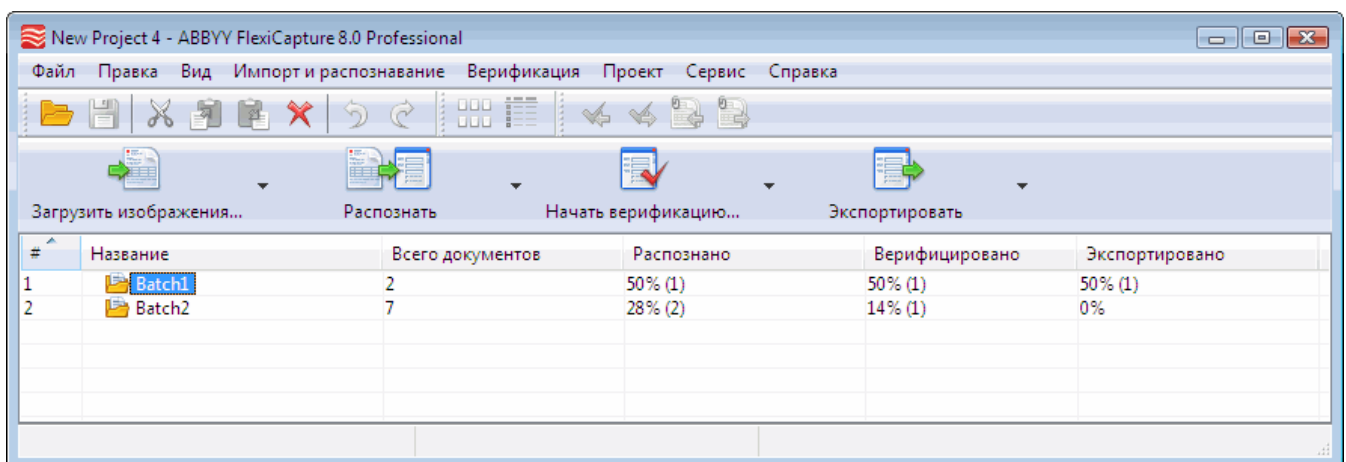 New Project 4 - ABBYY FlexiCapture 8.0 Professional
Файл Правка Вид Импорт и распознавание Верификация Проект Сервис Справка
Загрузить изображения... Распознать Начать верификацию... Экспортировать
# Название Всего документов Распознано Верифицировано Экспортировано
1 Batch1 2 50% (1) 50% (1) 50% (1)
2 Batch2 7 28% (2) 14% (1) 0%